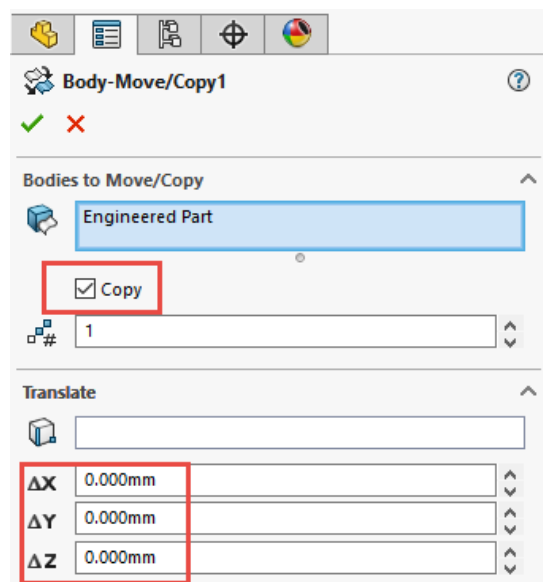 Body-Move/Copy1
Bodies to Move/Copy
Engineered Part
Copy
#
1
Translate
ΔX 0.000mm
ΔY 0.000mm
ΔZ 0.000mm